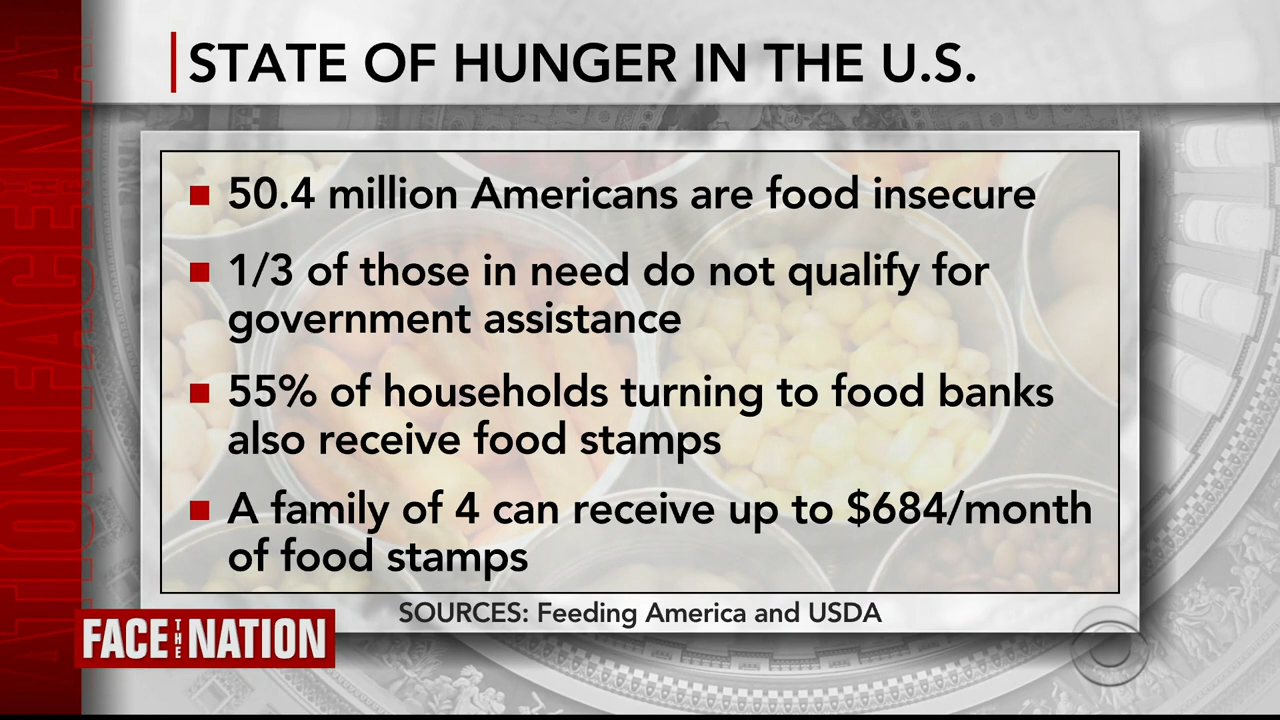 STATE OF HUNGER IN THE U.S.
■ 50.4 million Americans are food insecure
■ 1/3 of those in need do not qualify for
government assistance
■ 55% of households turning to food banks
also receive food stamps
■ A family of 4 can receive up to $684/month
of food stamps
SOURCES: Feeding America and USDA
FACE THE NATION